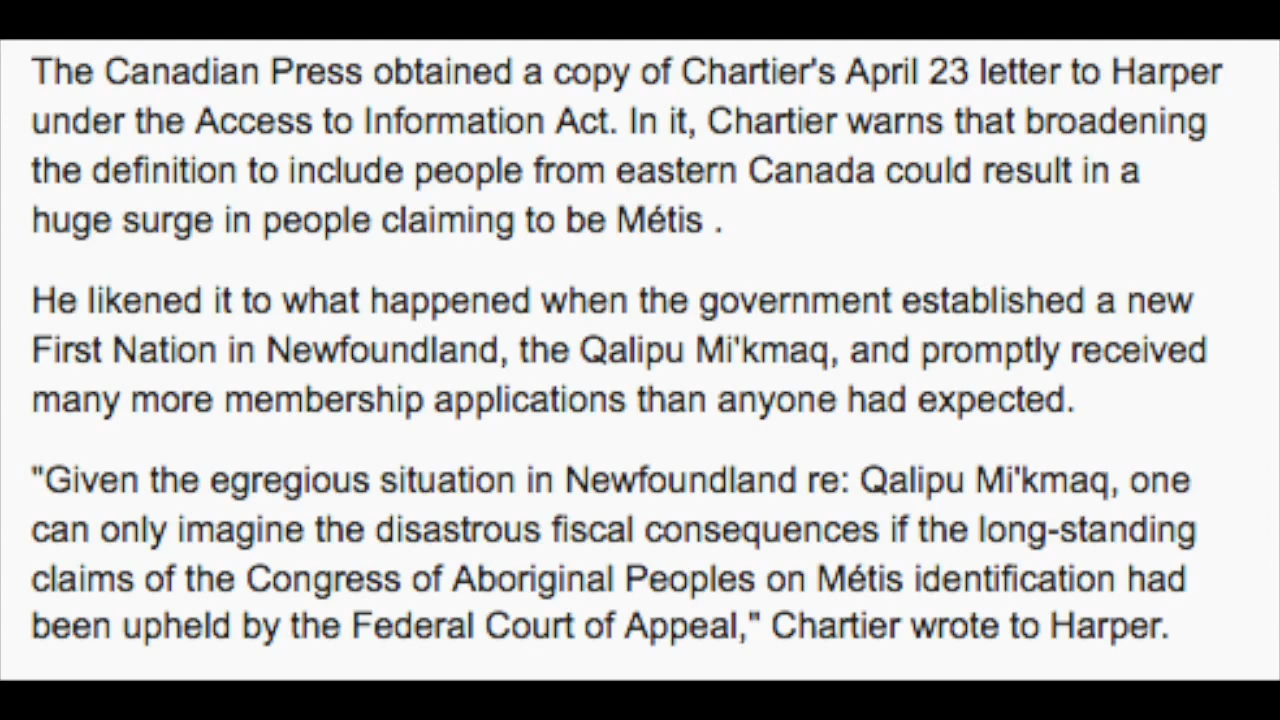 The Canadian Press obtained a copy of Chartier's April 23 letter to Harper
under the Access to Information Act. In it, Chartier warns that broadening
the definition to include people from eastern Canada could result in a
huge surge in people claiming to be Métis .
He likened it to what happened when the government established a new
First Nation in Newfoundland, the Qalipu Mi'kmaq, and promptly received
many more membership applications than anyone had expected.
"Given the egregious situation in Newfoundland re: Qalipu Mi'kmaq, one
can only imagine the disastrous fiscal consequences if the long-standing
claims of the Congress of Aboriginal Peoples on Métis identification had
been upheld by the Federal Court of Appeal," Chartier wrote to Harper.